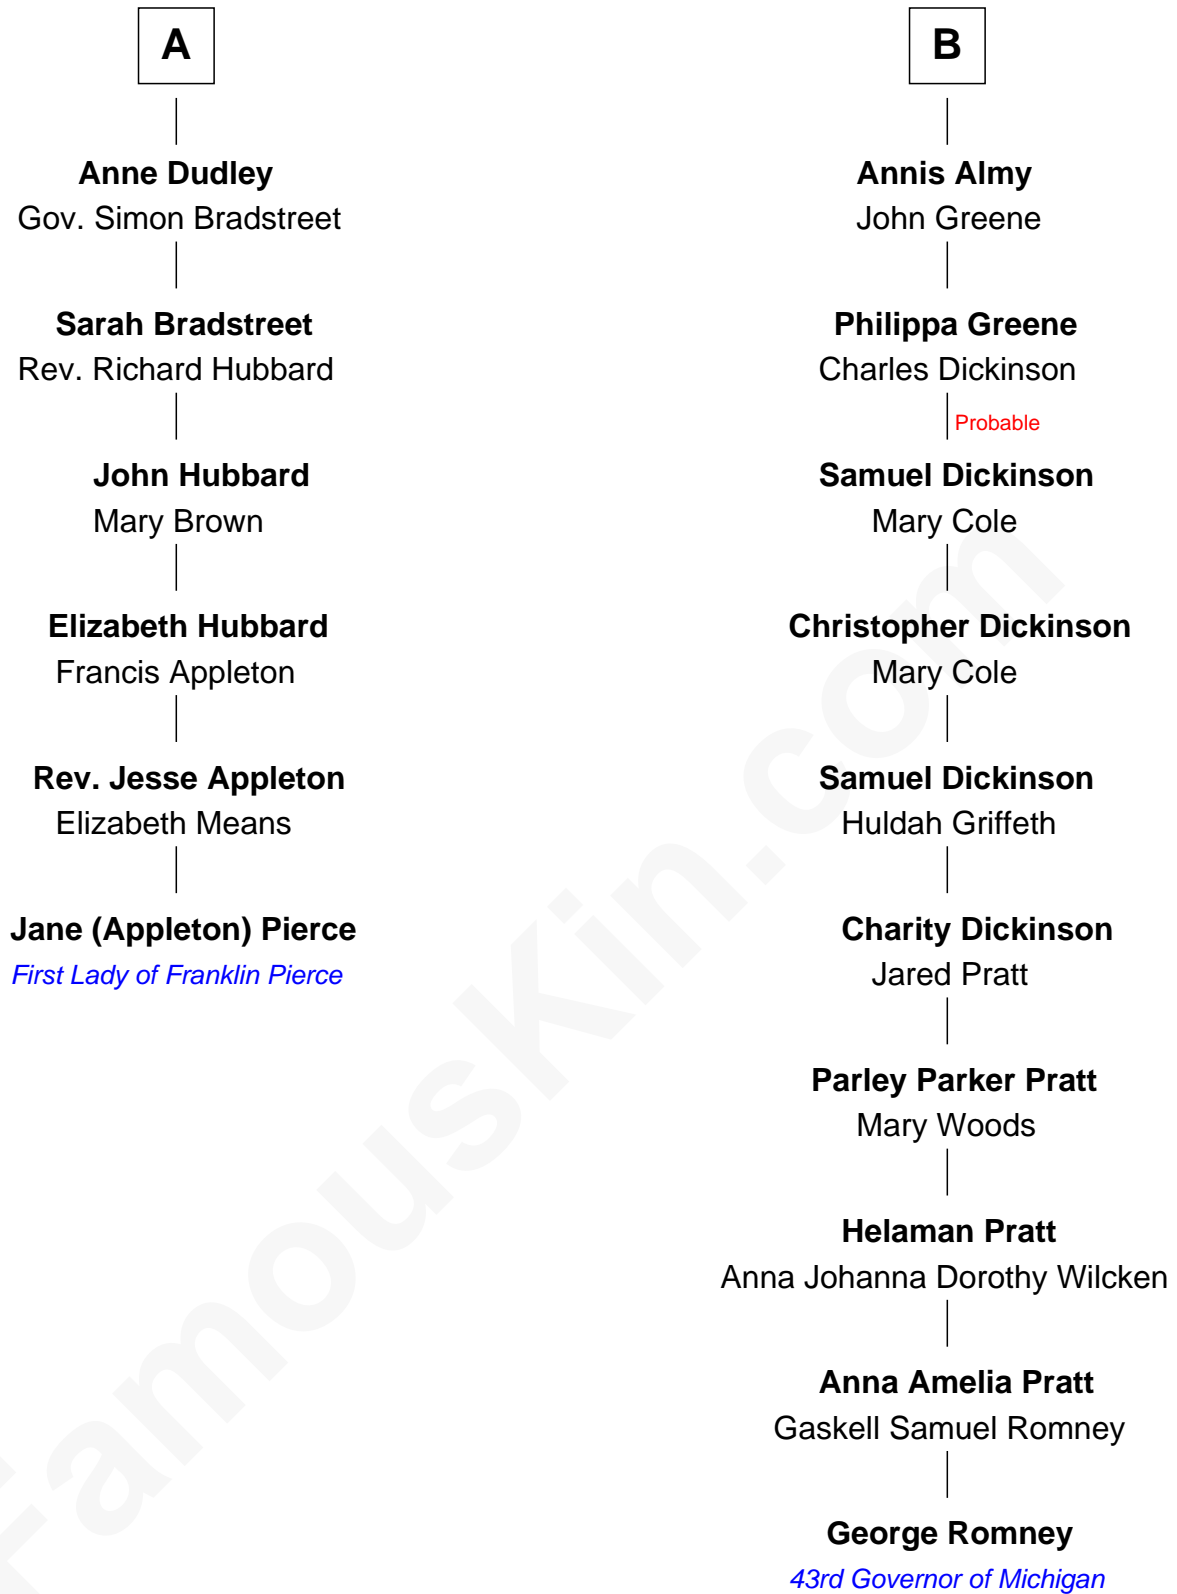 A
Anne Dudley
Gov. Simon Bradstreet
Sarah Bradstreet
Rev. Richard Hubbard
John Hubbard
Mary Brown
Elizabeth Hubbard
Francis Appleton
Rev. Jesse Appleton
Elizabeth Means
Jane (Appleton) Pierce
First Lady of Franklin Pierce
B
Annis Almy
John Greene
Philippa Greene
Charles Dickinson
Probable
Samuel Dickinson
Mary Cole
Christopher Dickinson
Mary Cole
Samuel Dickinson
Huldah Griffeth
Charity Dickinson
Jared Pratt
Parley Parker Pratt
Mary Woods
Helaman Pratt
Anna Johanna Dorothy Wilcken
Anna Amelia Pratt
Gaskell Samuel Romney
George Romney
43rd Governor of Michigan
FamousKin.com